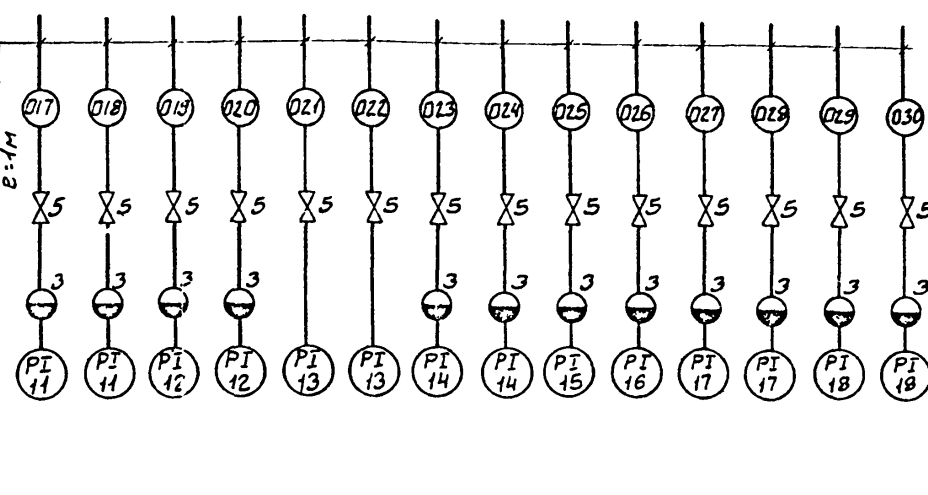 017 018 019 020 021 022 023 024 025 026 027 028 029 030
ℓ=1м
5 5 5 5 5 5 5 5 5 5 5 5 5 5
3 3 3 3 3 3 3 3 3 3 3 3
PI PI PI PI PI PI PI PI PI PI PI PI PI PI
11 11 12 12 13 13 14 14 15 16 17 17 18 18